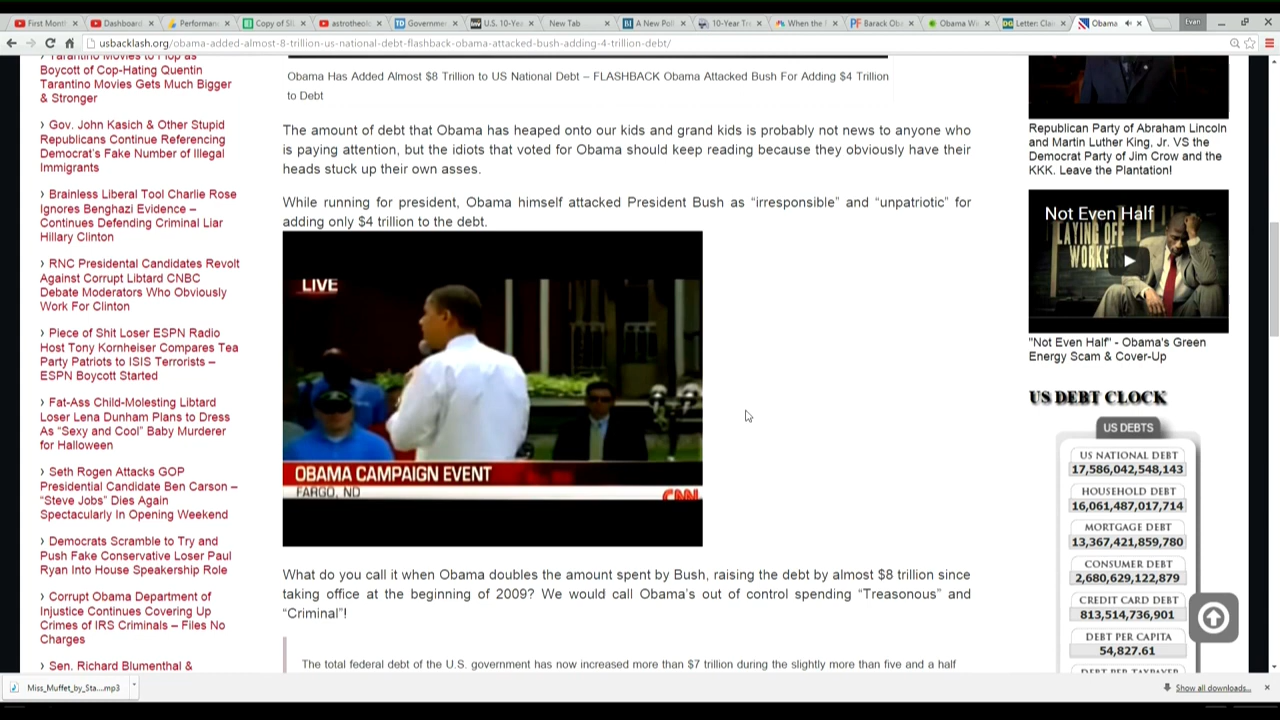 First Month
Dashboard
Performan
Copy of St
astrotheol
Governme
U.S. 10-Yea
New Tab
A New Poll
10-Year Tre
When the
Barack Oba
Obama We
Letter: Clai
Obama
Evan
usbacklash.org/obama-added-almost-8-trillion-us-national-debt-flashback-obama-attacked-bush-adding-4-trillion-debt/
Tarantino Movies to Flop as
Boycott of Cop-Hating Quentin
Tarantino Movies Gets Much Bigger
& Stronger
› Gov. John Kasich & Other Stupid
Republicans Continue Referencing
Democrat's Fake Number of Illegal
Immigrants
› Brainless Liberal Tool Charlie Rose
Ignores Benghazi Evidence –
Continues Defending Criminal Liar
Hillary Clinton
› RNC Presidential Candidates Revolt
Against Corrupt Libtard CNBC
Debate Moderators Who Obviously
Work For Clinton
› Piece of Shit Loser ESPN Radio
Host Tony Kornheiser Compares Tea
Party Patriots to ISIS Terrorists –
ESPN Boycott Started
› Fat-Ass Child-Molesting Libtard
Loser Lena Dunham Plans to Dress
As “Sexy and Cool” Baby Murderer
for Halloween
› Seth Rogen Attacks GOP
Presidential Candidate Ben Carson –
“Steve Jobs” Dies Again
Spectacularly In Opening Weekend
› Democrats Scramble to Try and
Push Fake Conservative Loser Paul
Ryan Into House Speakership Role
› Corrupt Obama Department of
Injustice Continues Covering Up
Crimes of IRS Criminals – Files No
Charges
› Sen. Richard Blumenthal &
Obama Has Added Almost $8 Trillion to US National Debt – FLASHBACK Obama Attacked Bush For Adding $4 Trillion
to Debt
The amount of debt that Obama has heaped onto our kids and grand kids is probably not news to anyone who
is paying attention, but the idiots that voted for Obama should keep reading because they obviously have their
heads stuck up their own asses.
While running for president, Obama himself attacked President Bush as “irresponsible” and “unpatriotic” for
adding only $4 trillion to the debt.
LIVE
OBAMA CAMPAIGN EVENT
FARGO, ND
CNN
What do you call it when Obama doubles the amount spent by Bush, raising the debt by almost $8 trillion since
taking office at the beginning of 2009? We would call Obama's out of control spending “Treasonous” and
“Criminal”!
The total federal debt of the U.S. government has now increased more than $7 trillion during the slightly more than five and a half
Republican Party of Abraham Lincoln
and Martin Luther King, Jr. VS the
Democrat Party of Jim Crow and the
KKK. Leave the Plantation!
Not Even Half
LAYING OFF
WORKE
"Not Even Half" - Obama's Green
Energy Scam & Cover-Up
US DEBT CLOCK
US DEBTS
US NATIONAL DEBT
17,586,042,548,143
HOUSEHOLD DEBT
16,061,487,017,714
MORTGAGE DEBT
13,367,421,859,780
CONSUMER DEBT
2,680,629,122,879
CREDIT CARD DEBT
813,514,736,901
DEBT PER CAPITA
54,827.61
DEBT PER TAXPAYER
Miss_Muffet_by_Sta....mp3
Show all downloads...